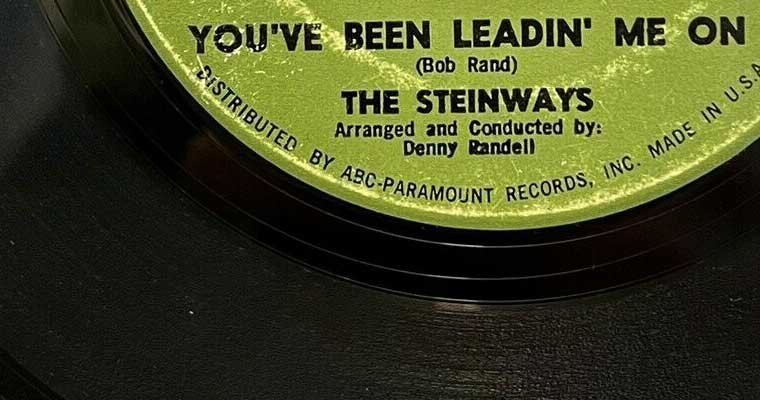 YOU'VE BEEN LEADIN' ME ON
(Bob Rand)
THE STEINWAYS
Arranged and Conducted by:
Denny Randell
DISTRIBUTED BY ABC-PARAMOUNT RECORDS, INC. MADE IN U.S.A